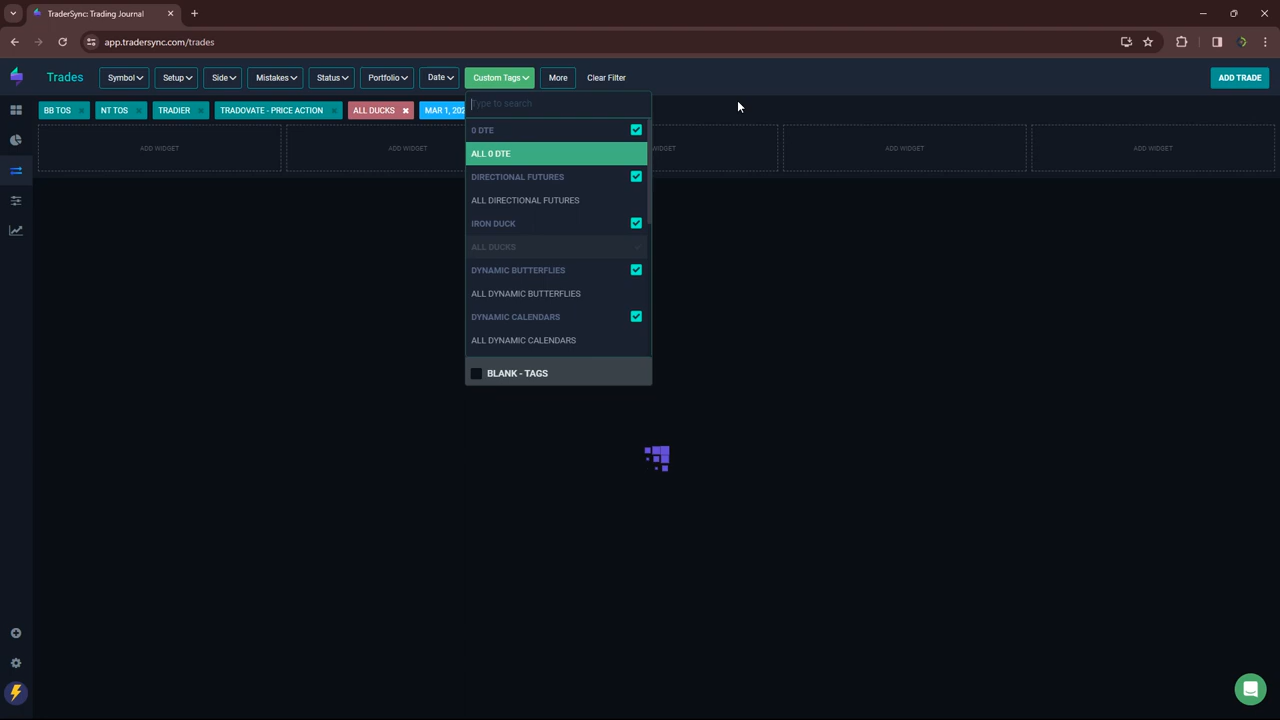 TraderSync: Trading Journal
app.tradersync.com/trades
Trades
Symbol
Setup
Side
Mistakes
Status
Portfolio
Date
Custom Tags
More
Clear Filter
ADD TRADE
BB TOS
NT TOS
TRADIER
TRADOVATE - PRICE ACTION
ALL DUCKS
MAR 1,
Type to search
ADD WIDGET
ADD WIDGET
WIDGET
ADD WIDGET
ADD WIDGET
0 DTE
ALL 0 DTE
DIRECTIONAL FUTURES
ALL DIRECTIONAL FUTURES
IRON DUCK
ALL DUCKS
DYNAMIC BUTTERFLIES
ALL DYNAMIC BUTTERFLIES
DYNAMIC CALENDARS
ALL DYNAMIC CALENDARS
BLANK - TAGS